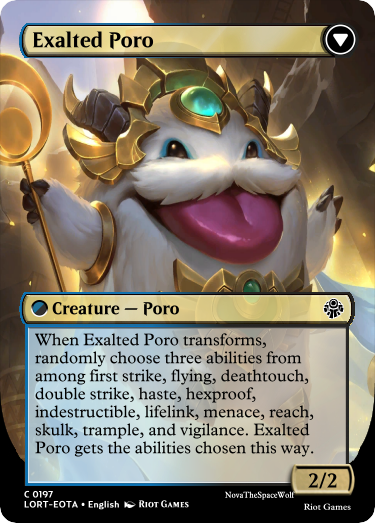 Exalted Poro
Creature — Poro
When Exalted Poro transforms,
randomly choose three abilities from
among first strike, flying, deathtouch,
double strike, haste, hexproof,
indestructible, lifelink, menace, reach,
skulk, trample, and vigilance. Exalted
Poro gets the abilities chosen this way.
2/2
C 0197
NovaTheSpaceWolf
LORT-EOTA • English Riot Games
Riot Games